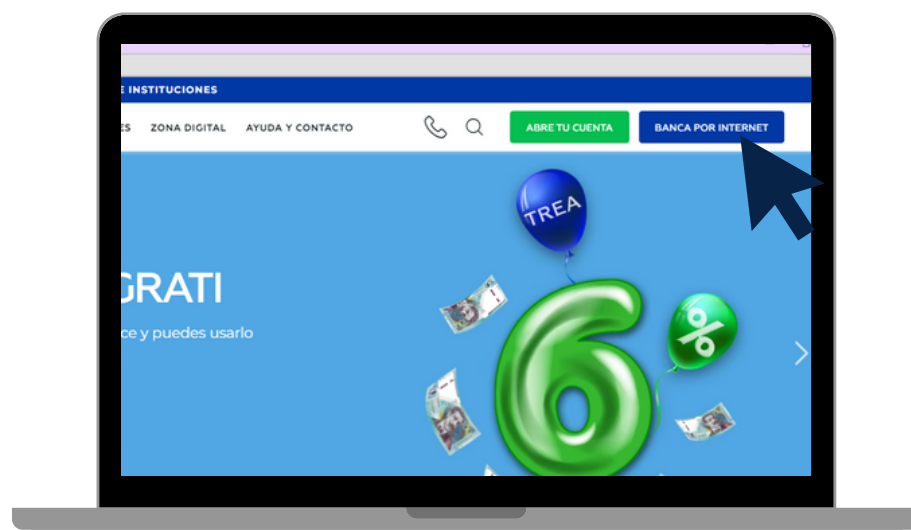 E INSTITUCIONES
ES ZONA DIGITAL AYUDA Y CONTACTO ABRE TU CUENTA BANCA POR INTERNET
TREA
GRATI
ce y puedes usarlo
6
%